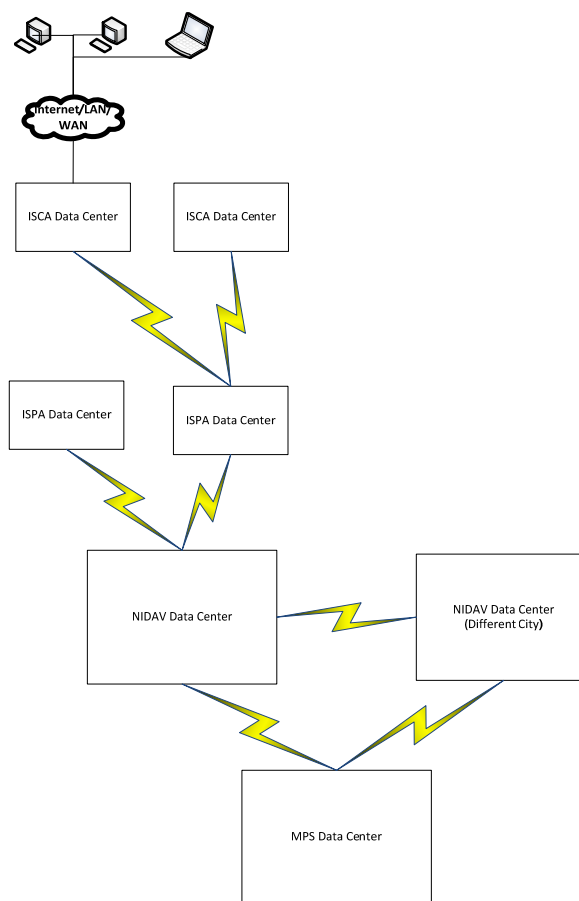 Internet/LAN/
WAN
ISCA Data Center
ISCA Data Center
ISPA Data Center
ISPA Data Center
NIDAV Data Center
NIDAV Data Center
(Different City)
MPS Data Center